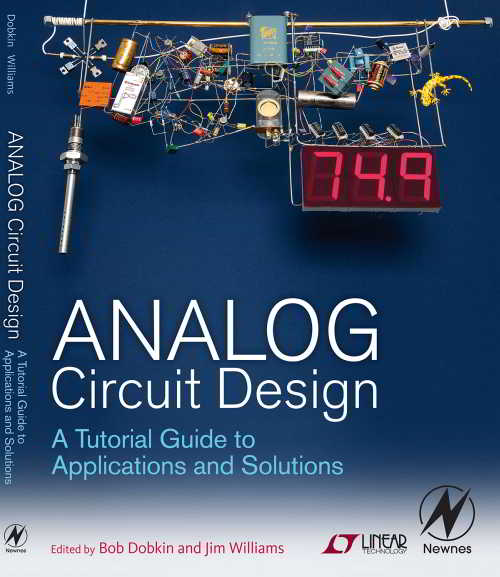 Dobkin Williams
ANALOG Circuit Design
A Tutorial Guide to
Applications and Solutions
Newnes
74.9
ANALOG
Circuit Design
A Tutorial Guide to
Applications and Solutions
Edited by Bob Dobkin and Jim Williams
LINEAR
TECHNOLOGY
Newnes